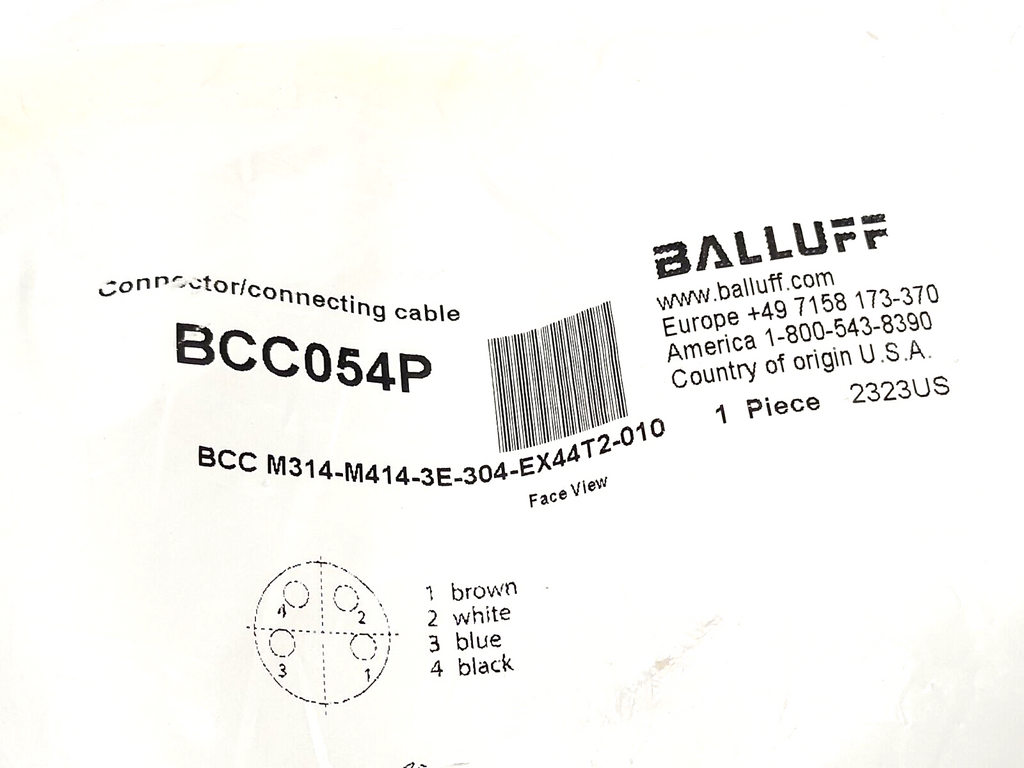 Connector/connecting cable
BCC054P
BCC M314-M414-3E-304-EX44T2-010
BALLUFF
www.balluff.com
Europe +49 7158 173-370
America 1-800-543-8390
Country of origin U.S.A.
1 Piece 2323US
Face View
4 2
3 1
1 brown
2 white
3 blue
4 black